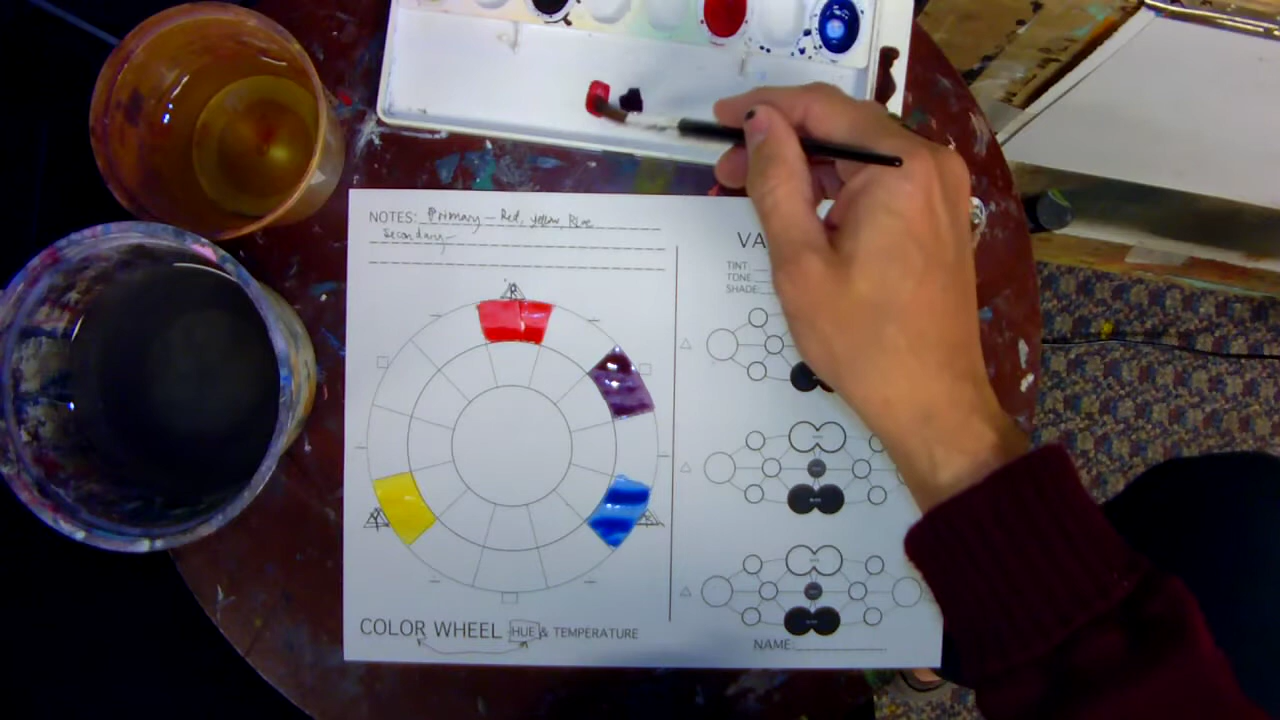 NOTES: Primary - Red, yellow, Blue
Secondary -
R
Y
COLOR WHEEL HUE & TEMPERATURE
VA
TINT:
TONE:
SHADE:
NAME: